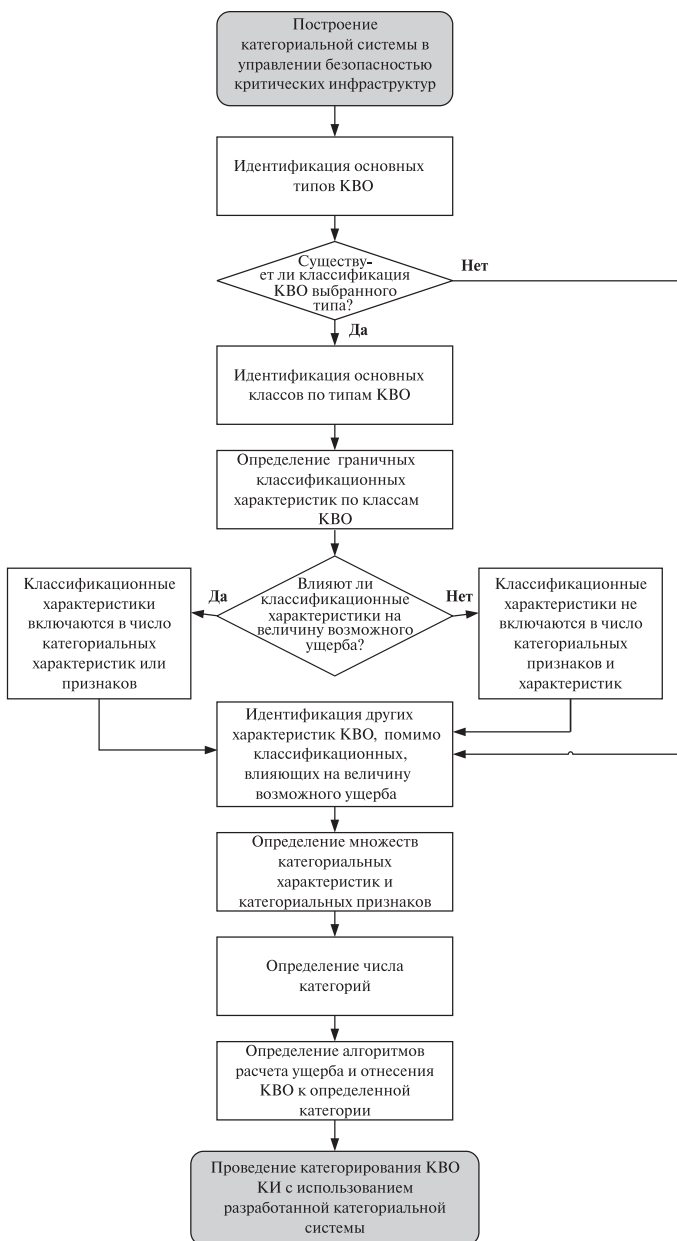 Построение
категориальной системы в
управлении безопасностью
критических инфраструктур
Идентификация основных
типов КВО
Существу-
ет ли классификация
КВО выбранного
типа?
Нет
Да
Идентификация основных
классов по типам КВО
Определение граничных
классификационных
характеристик по классам
КВО
Классификационные
характеристики
включаются в число
категориальных
характеристик или
признаков
Да
Влияют ли
классификационные
характеристики на
величину возможного
ущерба?
Нет
Классификационные
характеристики не
включаются в число
категориальных
признаков и
характеристик
Идентификация других
характеристик КВО, помимо
классификационных,
влияющих на величину
возможного ущерба
Определение множеств
категориальных
характеристик и
категориальных признаков
Определение числа
категорий
Определение алгоритмов
расчета ущерба и отнесения
КВО к определенной
категории
Проведение категорирования КВО
КИ с использованием
разработанной категориальной
системы